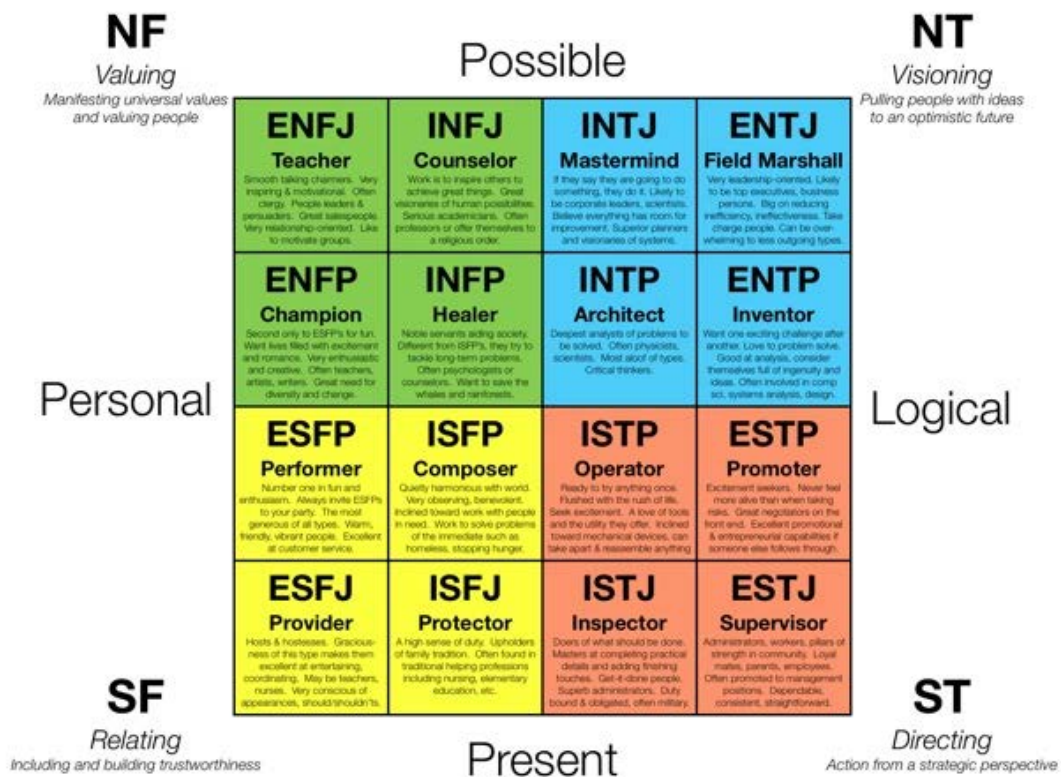 NF
Valuing
Manifesting universal values
and valuing people
Possible
NT
Visioning
Pulling people with ideas
to an optimistic future
ENFJ
Teacher
Smooth talking charmers. Very
inspiring & motivational. Often
clergy. People leaders &
persuaders. Great salespeople.
Very relationship-oriented. Like
to motivate groups.
INFJ
Counselor
Work is to inspire others to
achieve great things. Great
visionaries of human possibilities.
Serious academicians. Often
professors or offer themselves to
a religious order.
INTJ
Mastermind
If they say they are going to do
something, they do it. Likely to
be corporate leaders, scientists.
Believe everything has room for
improvement. Superior planners
and visionaries of systems.
ENTJ
Field Marshall
Very leadership-oriented. Likely
to be top executives, business
persons. Big on reducing
inefficiency, ineffectiveness. Take
charge people. Can be over-
whelming to less outgoing types.
Personal
ENFP
Champion
Second only to ESFP's for fun.
Want lives filled with excitement
and romance. Very enthusiastic
and creative. Often teachers,
artists, writers. Great need for
diversity and change.
INFP
Healer
Noble servants aiding society.
Different from ISFP's, they try to
tackle long-term problems.
Often psychologists or
counselors. Want to save the
whales and rainforests.
INTP
Architect
Deepest analysts of problems to
be solved. Often physicists,
scientists. Most aloof of types.
Critical thinkers.
ENTP
Inventor
Want one exciting challenge after
another. Love to problem solve.
Good at analysis, consider
themselves full of ingenuity and
ideas. Often involved in comp
sci, systems analysis, design.
Logical
ESFP
Performer
Number one in fun and
enthusiasm. Always invite ESFPs
to your party. The most
generous of all types. Warm,
friendly, vibrant people. Excellent
at customer service.
ISFP
Composer
Quietly harmonious with world.
Very observing, benevolent.
Inclined toward work with people
in need. Work to solve problems
of the immediate such as
homeless, stopping hunger.
ISTP
Operator
Ready to try anything once.
Flushed with the rush of life.
Seek excitement. A love of tools
and the utility they offer. Inclined
toward mechanical devices, can
take apart & reassemble anything
ESTP
Promoter
Excitement seekers. Never feel
more alive than when taking
risks. Great negotiators on the
front end. Excellent promotional
& entrepreneurial capabilities if
someone else follows through.
ESFJ
Provider
Hosts & hostesses. Gracious-
ness of this type makes them
excellent at entertaining,
coordinating. May be teachers,
nurses. Very conscious of
appearances, should/shouldn'ts.
ISFJ
Protector
A high sense of duty. Upholders
of family tradition. Often found in
traditional helping professions
including nursing, elementary
education, etc.
ISTJ
Inspector
Doers of what should be done.
Masters at completing practical
details and adding finishing
touches. Get-it-done people.
Superb administrators. Duty
bound & obligated, often military.
ESTJ
Supervisor
Administrators, workers, pillars of
strength in community. Loyal
mates, parents, employees.
Often promoted to management
positions. Dependable,
consistent, straightforward.
SF
Relating
Including and building trustworthiness
Present
ST
Directing
Action from a strategic perspective